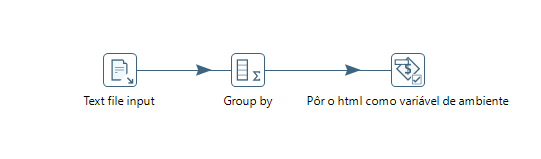 Text file input
Group by
Pôr o html como variável de ambiente